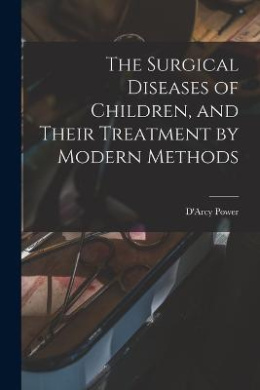 The Surgical
Diseases of
Children, and
Their Treatment by
Modern Methods
D'Arcy Power